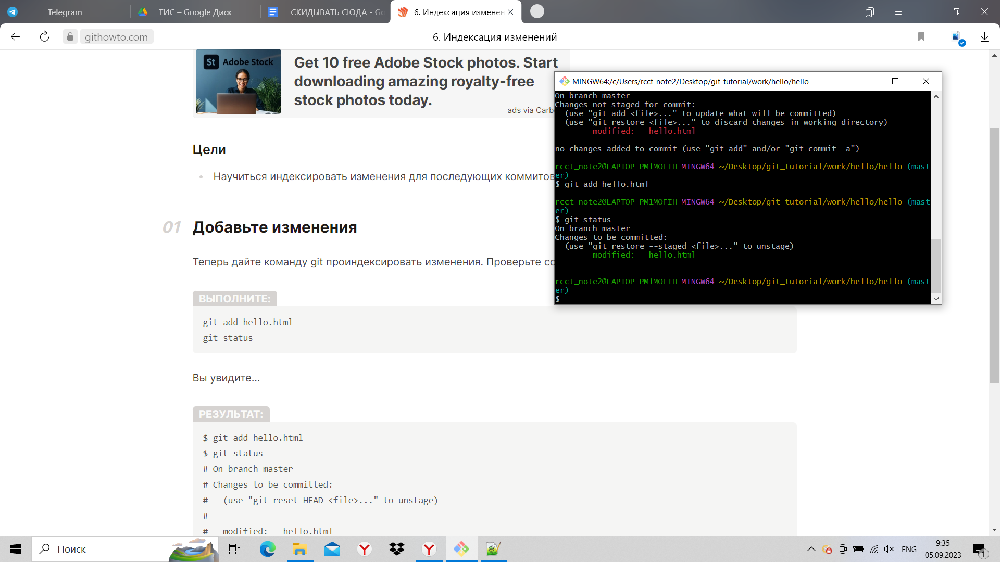 Telegram
ТИС – Google Диск
__СКИДЫВАТЬ СЮДА - Go
6. Индексация изменен
githowto.com
6. Индексация изменений
St Adobe Stock
Get 10 free Adobe Stock photos. Start
downloading amazing royalty-free
stock photos today.
ads via Carb
Цели
Научиться индексировать изменения для последующих коммитов
01 Добавьте изменения
Теперь дайте команду git проиндексировать изменения. Проверьте со
ВЫПОЛНИТЕ:
git add hello.html
git status
Вы увидите...
РЕЗУЛЬТАТ:
$ git add hello.html
$ git status
# On branch master
# Changes to be committed:
#   (use "git reset HEAD <file>..." to unstage)
#
#   modified:   hello.html
MINGW64:/c/Users/rcct_note2/Desktop/git_tutorial/work/hello/hello
On branch master
Changes not staged for commit:
  (use "git add <file>..." to update what will be committed)
  (use "git restore <file>..." to discard changes in working directory)
        modified:   hello.html
no changes added to commit (use "git add" and/or "git commit -a")
rcct_note2@LAPTOP-PM1MOFIH MINGW64 ~/Desktop/git_tutorial/work/hello/hello (mast
er)
$ git add hello.html
rcct_note2@LAPTOP-PM1MOFIH MINGW64 ~/Desktop/git_tutorial/work/hello/hello (mast
er)
$ git status
On branch master
Changes to be committed:
  (use "git restore --staged <file>..." to unstage)
        modified:   hello.html
rcct_note2@LAPTOP-PM1MOFIH MINGW64 ~/Desktop/git_tutorial/work/hello/hello (mast
er)
$
Поиск
ENG
9:35
05.09.2023
1